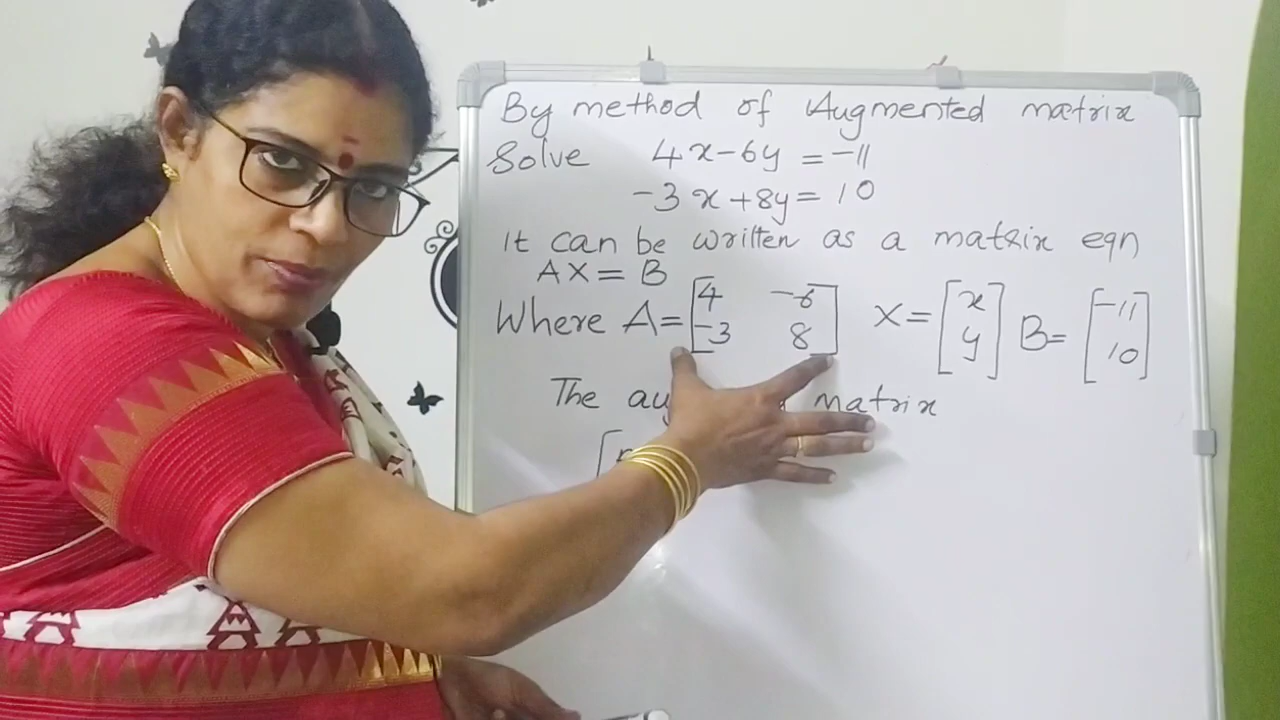 By method of Augmented matrix
Solve 4x-6y = -11
-3x+8y = 10
It can be written as a matrix eqn
AX = B
Where A = [4 -6 -3 8] X = [x y] B = [-11 10]
The matrix